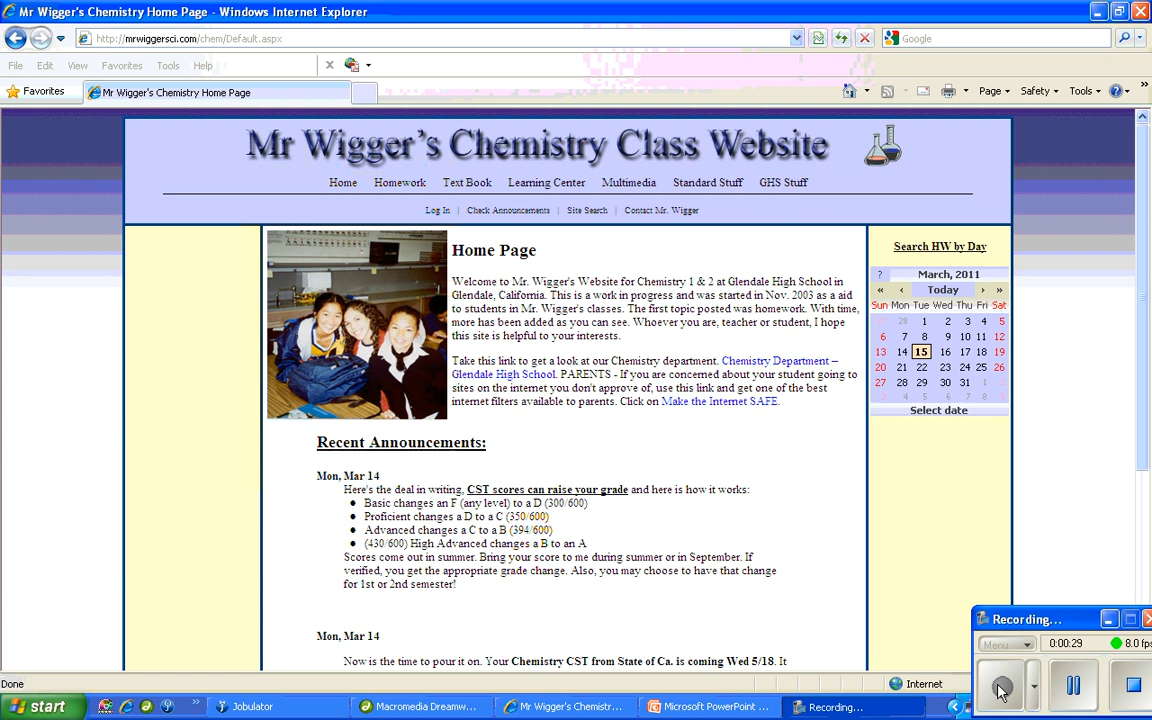 Mr Wigger's Chemistry Home Page - Windows Internet Explorer
http://mrwiggersci.com/chem/Default.aspx
Google
File Edit View Favorites Tools Help
Favorites
Mr Wigger's Chemistry Home Page
Page Safety Tools
Mr Wigger's Chemistry Class Website
Home Homework Text Book Learning Center Multimedia Standard Stuff GHS Stuff
Log In | Check Announcements | Site Search | Contact Mr. Wigger
Home Page
Welcome to Mr. Wigger's Website for Chemistry 1 & 2 at Glendale High School in
Glendale, California. This is a work in progress and was started in Nov. 2003 as a aid
to students in Mr. Wigger's classes. The first topic posted was homework. With time,
more has been added as you can see. Whoever you are, teacher or student, I hope
this site is helpful to your interests.
Take this link to get a look at our Chemistry department. Chemistry Department –
Glendale High School. PARENTS - If you are concerned about your student going to
sites on the internet you don't approve of, use this link and get one of the best
internet filters available to parents. Click on Make the Internet SAFE.
Recent Announcements:
Mon, Mar 14
Here's the deal in writing, CST scores can raise your grade and here is how it works:
● Basic changes an F (any level) to a D (300/600)
● Proficient changes a D to a C (350/600)
● Advanced changes a C to a B (394/600)
● (430/600) High Advanced changes a B to an A
Scores come out in summer. Bring your score to me during summer or in September. If
verified, you get the appropriate grade change. Also, you may choose to have that change
for 1st or 2nd semester!
Mon, Mar 14
Now is the time to pour it on. Your Chemistry CST from State of Ca. is coming Wed 5/18. It
Search HW by Day
? March, 2011
« ‹ Today › »
Sun Mon Tue Wed Thu Fri Sat
27 28 1 2 3 4 5
6 7 8 9 10 11 12
13 14 15 16 17 18 19
20 21 22 23 24 25 26
27 28 29 30 31 1 2
3 4 5 6 7 8 9
Select date
Recording...
Menu 0:00:29 8.0 fps
Done
Internet
start
Jobulator
Macromedia Dreamw...
Mr Wigger's Chemistr...
Microsoft PowerPoint ...
Recording...